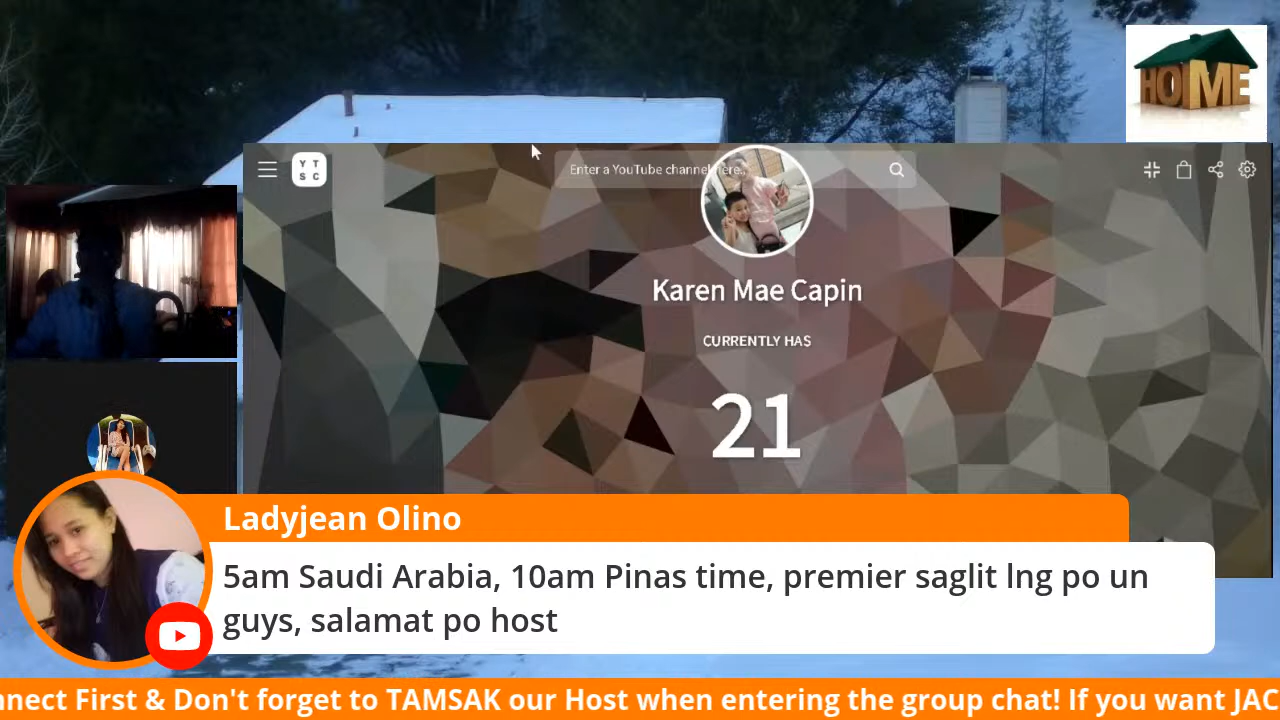 HOME
Y T
S C
Enter a YouTube channel here..
Karen Mae Capin
CURRENTLY HAS
21
Ladyjean Olino
5am Saudi Arabia, 10am Pinas time, premier saglit lng po un
guys, salamat po host
nnect First & Don't forget to TAMSAK our Host when entering the group chat! If you want JAC